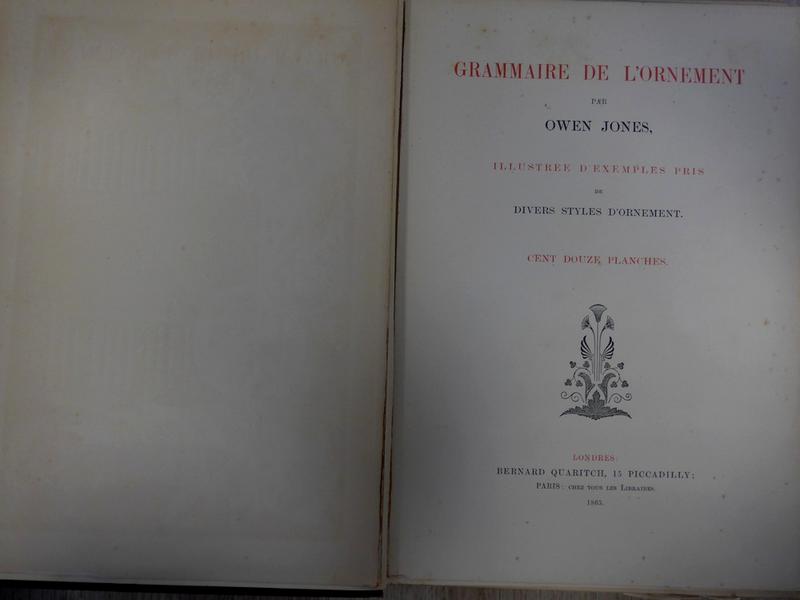 GRAMMAIRE DE L'ORNEMENT
PAR
OWEN JONES,
ILLUSTRÉE D'EXEMPLES PRIS
DE
DIVERS STYLES D'ORNEMENT.
CENT DOUZE PLANCHES.
LONDRES:
BERNARD QUARITCH, 15 PICCADILLY;
PARIS: CHEZ TOUS LES LIBRAIRES.
1865.